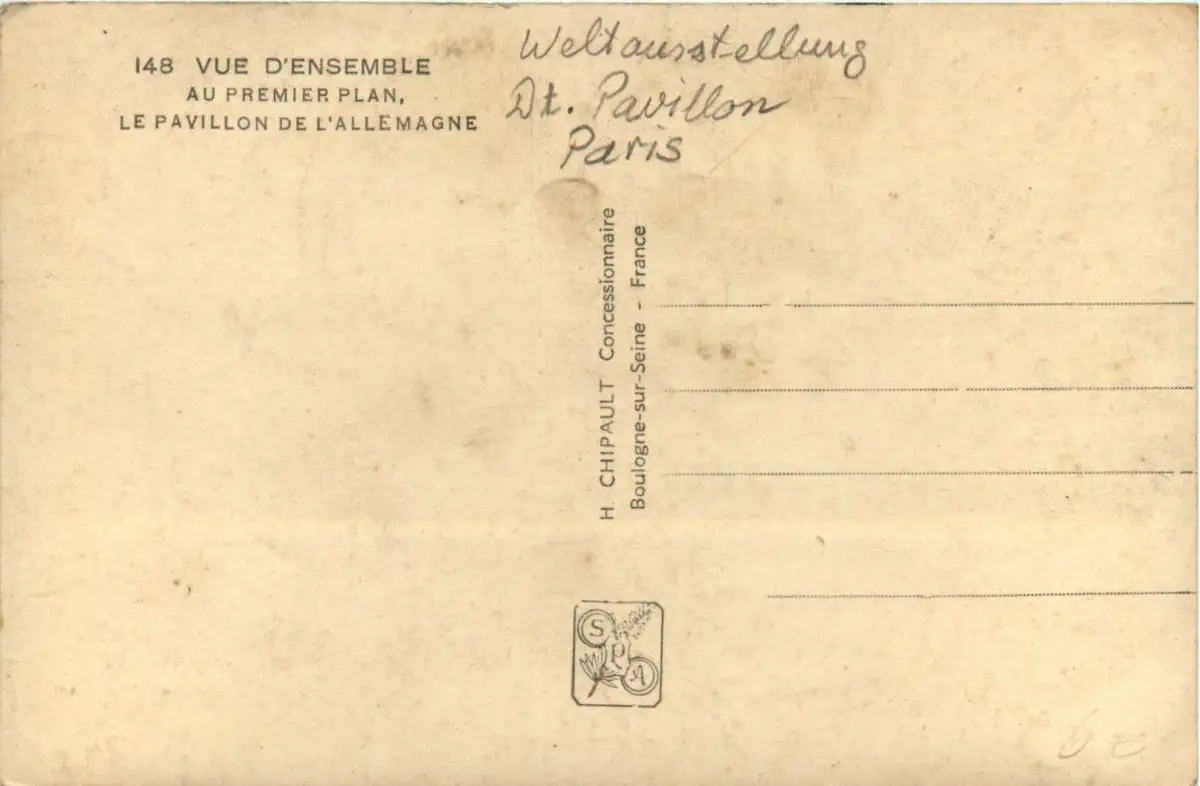 148 VUE D'ENSEMBLE
AU PREMIER PLAN,
LE PAVILLON DE L'ALLEMAGNE
Weltausstellung
Dt. Pavillon
Paris
H. CHIPAULT Concessionnaire
Boulogne-sur-Seine - France
S
P
A